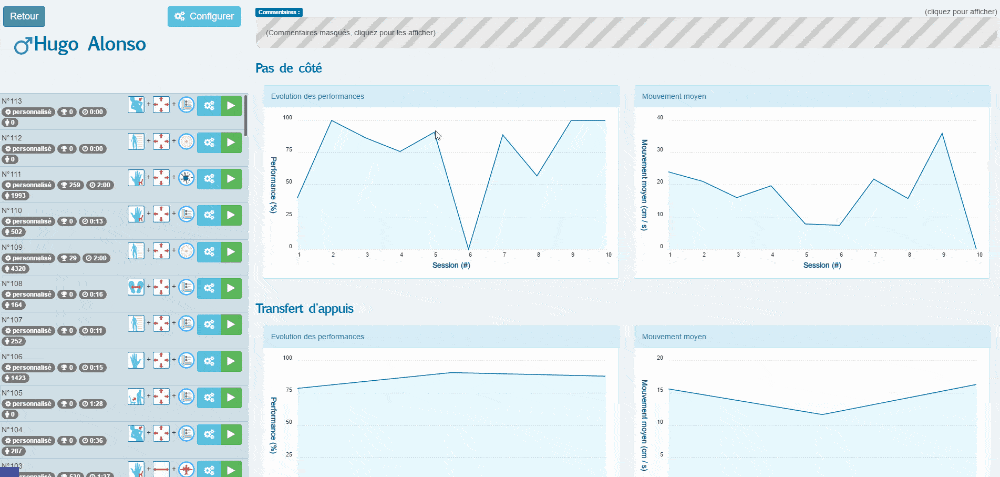 Retour
Configurer
Hugo Alonso
N°113
personnalisé 0 0:00
0
N°112
personnalisé 0 0:00
0
N°111
personnalisé 259 2:00
1993
N°110
personnalisé 0 0:13
502
N°109
personnalisé 29 2:00
4320
N°108
personnalisé 0 0:16
164
N°107
personnalisé 0 0:11
252
N°106
personnalisé 0 0:15
1423
N°105
personnalisé 0 1:28
0
N°104
personnalisé 0 0:36
207
N°103
Commentaires :
(cliquez pour afficher)
(Commentaires masqués, cliquez pour les afficher)
Pas de côté
Evolution des performances
100
75
50
25
0
Performance (%)
1 2 3 4 5 6 7 8 9 10
Session (#)
Mouvement moyen
40
30
20
10
0
Mouvement moyen (cm / s)
1 2 3 4 5 6 7 8 9 10
Session (#)
Transfert d'appuis
Evolution des performances
100
75
50
25
Performance (%)
Mouvement moyen
20
15
10
5
Mouvement moyen (cm / s)